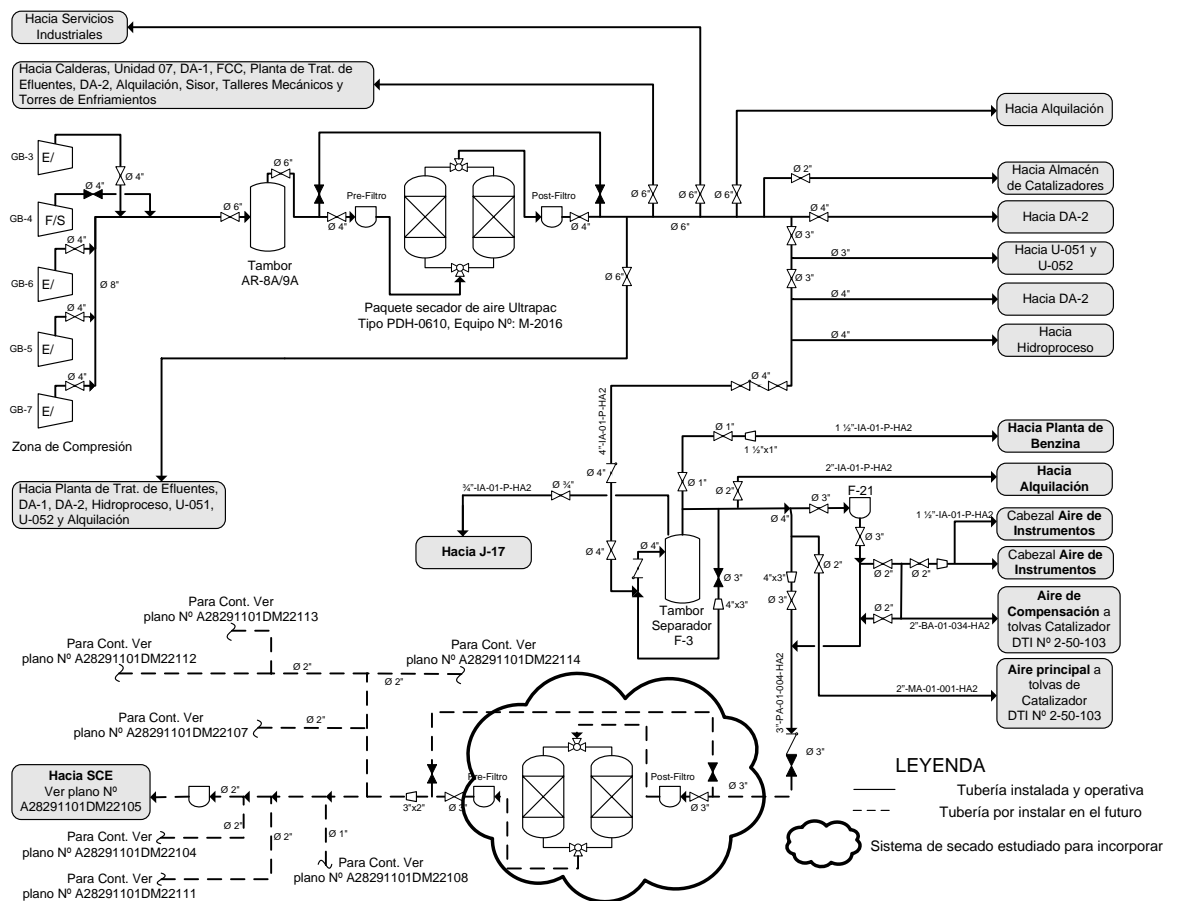 Hacia Servicios
Industriales
Hacia Calderas, Unidad 07, DA-1, FCC, Planta de Trat. de
Efluentes, DA-2, Alquilación, Sisor, Talleres Mecánicos y
Torres de Enfriamientos
Hacia Alquilación
GB-3
E/
Ø 4"
Ø 4"
GB-4
F/S
Ø 4"
GB-6
E/
Ø 8"
Ø 4"
GB-5
E/
Ø 4"
GB-7
E/
Zona de Compresión
Ø 6"
Ø 6"
Tambor
AR-8A/9A
Pre-Filtro
Ø 4"
Post-Filtro
Ø 4"
Paquete secador de aire Ultrapac
Tipo PDH-0610, Equipo Nº: M-2016
Ø 6"
Ø 6"
Ø 6"
Ø 6"
Ø 6"
Ø 2"
Hacia Almacén
de Catalizadores
Ø 4"
Hacia DA-2
Ø 3"
Ø 3"
Hacia U-051 y
U-052
Ø 3"
Ø 4"
Hacia DA-2
Ø 4"
Hacia
Hidroproceso
Ø 4"
4"-IA-01-P-HA2
Hacia Planta de Trat. de Efluentes,
DA-1, DA-2, Hidroproceso, U-051,
U-052 y Alquilación
Ø 1"
1 ½"x1"
1 ½"-IA-01-P-HA2
Hacia Planta de
Benzina
Ø 4"
Ø 1"
Ø 2"
2"-IA-01-P-HA2
Hacia
Alquilación
¾"-IA-01-P-HA2
Ø ¾"
Hacia J-17
Ø 4"
Ø 4"
Tambor
Separador
F-3
Ø 3"
4"x3"
Ø 4"
Ø 3"
F-21
Ø 3"
1 ½"-IA-01-P-HA2
Cabezal Aire de
Instrumentos
Ø 2"
Ø 2"
Cabezal Aire de
Instrumentos
Ø 2"
4"x3"
Ø 3"
Ø 2"
2"-BA-01-034-HA2
Aire de
Compensación a
tolvas Catalizador
DTI Nº 2-50-103
2"-MA-01-001-HA2
Aire principal a
tolvas de
Catalizador
DTI Nº 2-50-103
3"-PA-01-004-HA2
Ø 3"
Para Cont. Ver
plano Nº A28291101DM22113
Para Cont. Ver
plano Nº A28291101DM22112
Ø 2"
Para Cont. Ver
plano Nº A28291101DM22114
Ø 2"
Para Cont. Ver
plano Nº A28291101DM22107
Ø 2"
Hacia SCE
Ver plano Nº
A28291101DM22105
Ø 2"
Ø 2"
Ø 2"
Ø 1"
3"x2"
Ø 3"
Pre-Filtro
Post-Filtro
Ø 3"
Ø 3"
Para Cont. Ver
plano Nº A28291101DM22104
Para Cont. Ver
plano Nº A28291101DM22111
Para Cont. Ver
plano Nº A28291101DM22108
LEYENDA
Tubería instalada y operativa
Tubería por instalar en el futuro
Sistema de secado estudiado para incorporar